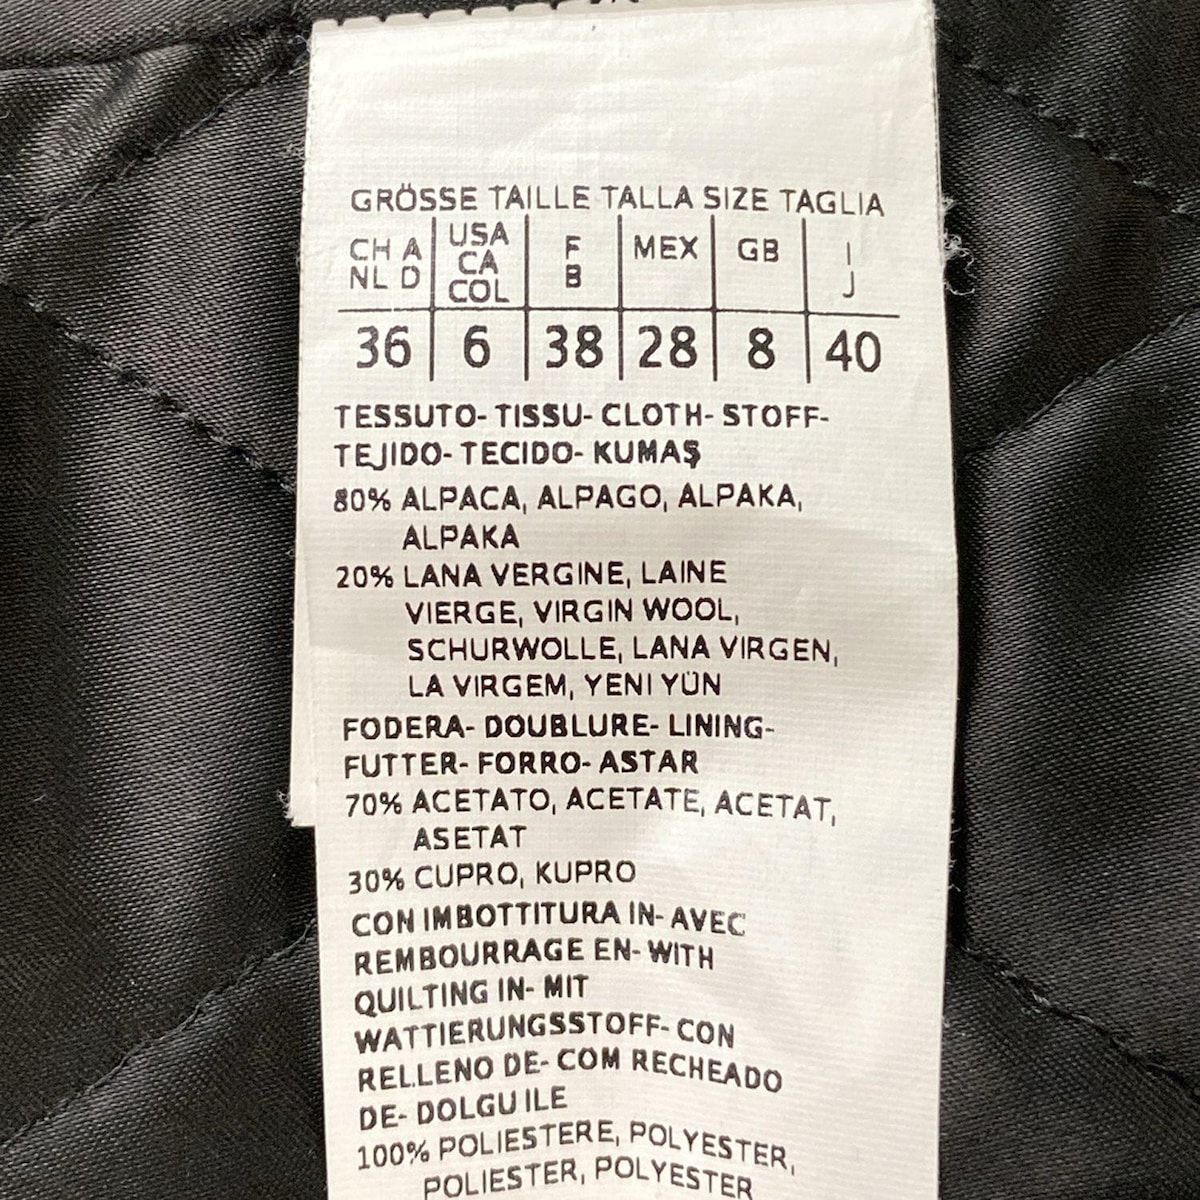 GRÖSSE TAILLE TALLA SIZE TAGLIA
CH A USA F MEX GB I
NL D CA B J
COL
36 6 38 28 8 40
TESSUTO- TISSU- CLOTH- STOFF-
TEJIDO- TECIDO- KUMAŞ
80% ALPACA, ALPAGO, ALPAKA,
ALPAKA
20% LANA VERGINE, LAINE
VIERGE, VIRGIN WOOL,
SCHURWOLLE, LANA VIRGEN,
LA VIRGEM, YENI YÜN
FODERA- DOUBLURE- LINING-
FUTTER- FORRO- ASTAR
70% ACETATO, ACETATE, ACETAT,
ASETAT
30% CUPRO, KUPRO
CON IMBOTTITURA IN- AVEC
REMBOURRAGE EN- WITH
QUILTING IN- MIT
WATTIERUNGSSTOFF- CON
RELLENO DE- COM RECHEADO
DE- DOLGU ILE
100% POLIESTERE, POLYESTER,
POLIESTER, POLYESTER